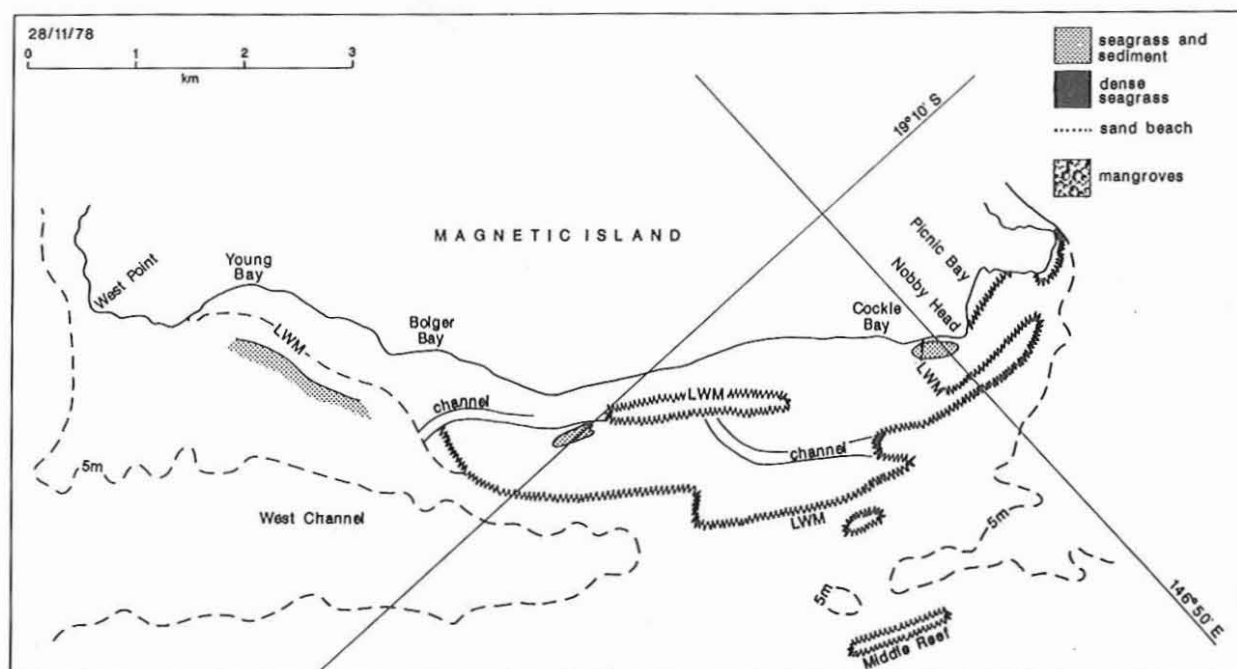 28/11/78
0 1 2 3
km
seagrass and
sediment
dense
seagrass
sand beach
mangroves
19°10' S
MAGNETIC ISLAND
Picnic Bay
Nobby Head
West Point
Young
Bay
Bolger
Bay
Cockle
Bay
LWM
LWM
LWM
channel
channel
5m
West Channel
LWM
5m
5m
146°50' E
Middle Reef